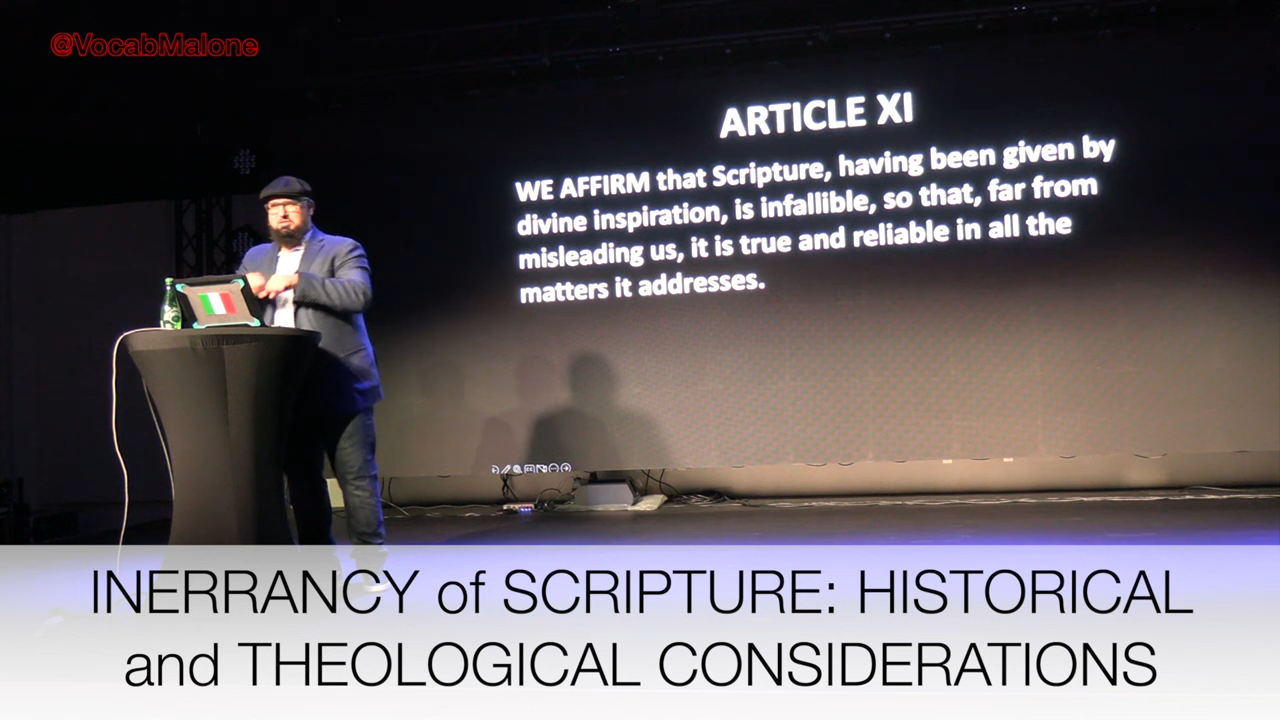 @VocabMalone
ARTICLE XI
WE AFFIRM that Scripture, having been given by
divine inspiration, is infallible, so that, far from
misleading us, it is true and reliable in all the
matters it addresses.
INERRANCY of SCRIPTURE: HISTORICAL
and THEOLOGICAL CONSIDERATIONS